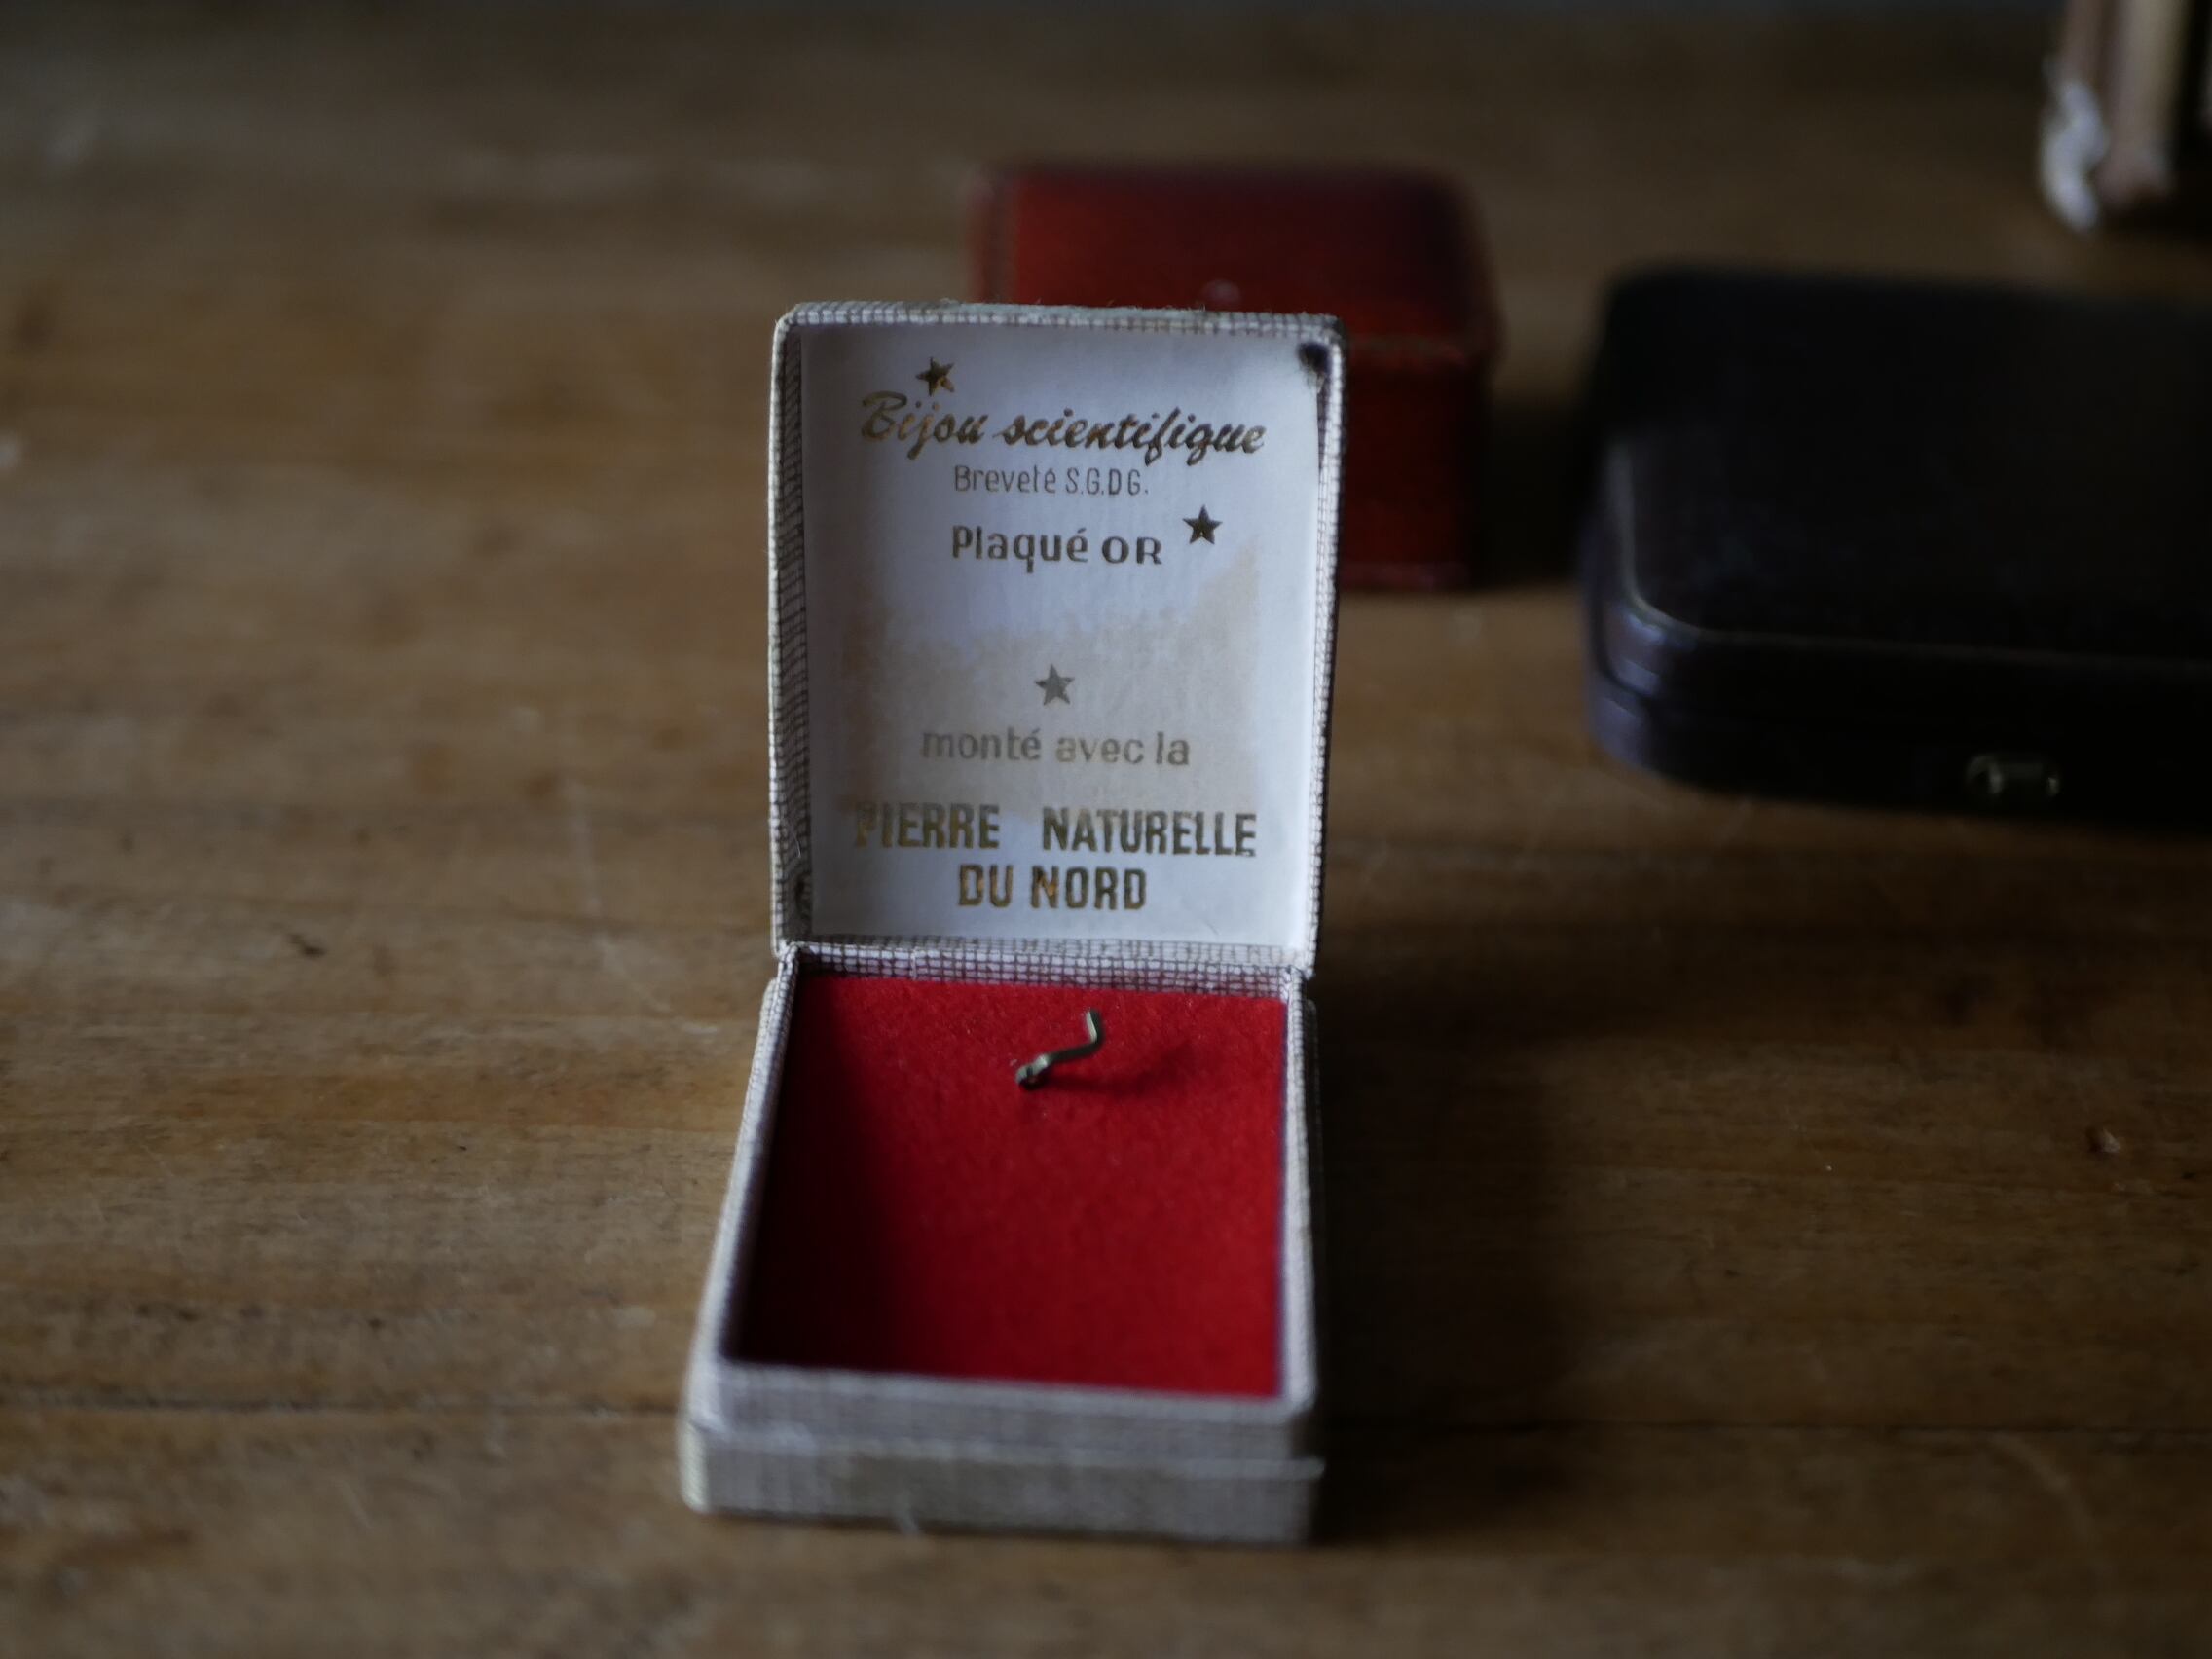 Bijou scientifique
Breveté S.G.D.G.
Plaqué OR
monté avec la
PIERRE NATURELLE
DU NORD